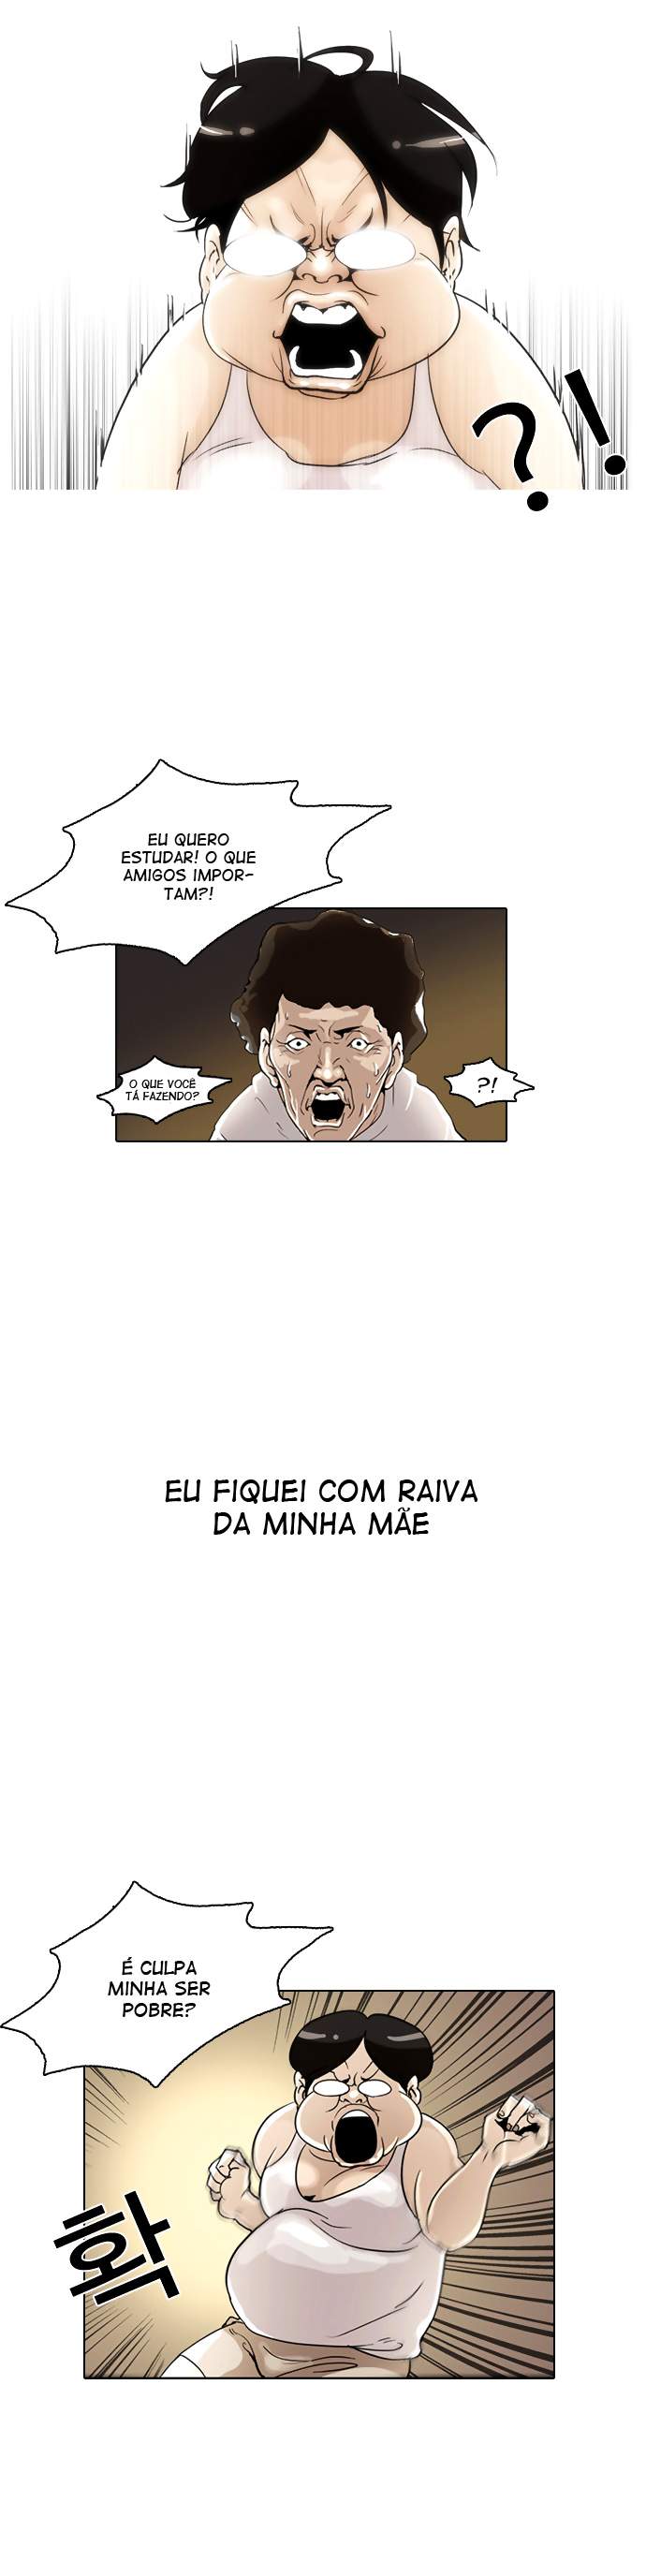 ?!
EU QUERO
ESTUDAR! O QUE
AMIGOS IMPOR-
TAM?!
O QUE VOCÊ
TÁ FAZENDO?
?!
EU FIQUEI COM RAIVA
DA MINHA MÃE
É CULPA
MINHA SER
POBRE?
확